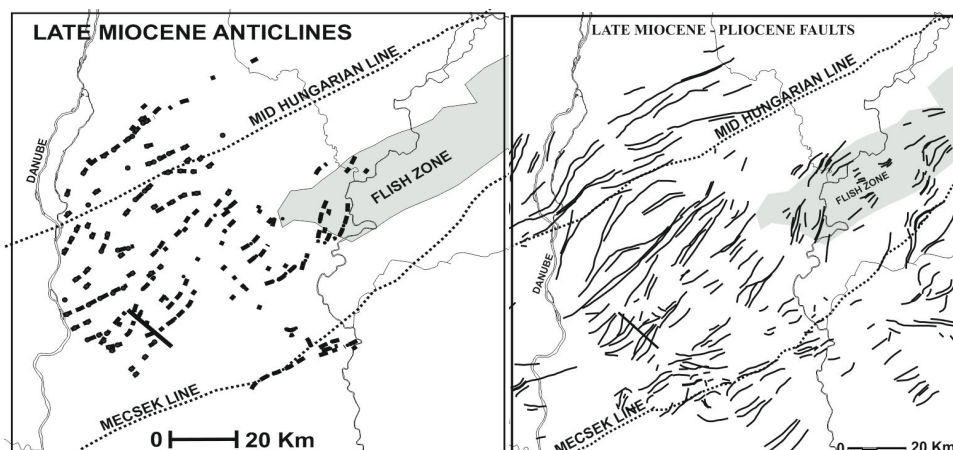 LATE MIOCENE ANTICLINES
MID HUNGARIAN LINE
DANUBE
FLISH ZONE
MECSEK LINE
0 20 Km
LATE MIOCENE - PLIOCENE FAULTS
MID HUNGARIAN LINE
FLISH ZONE
DANUBE
MECSEK LINE
0 20 Km